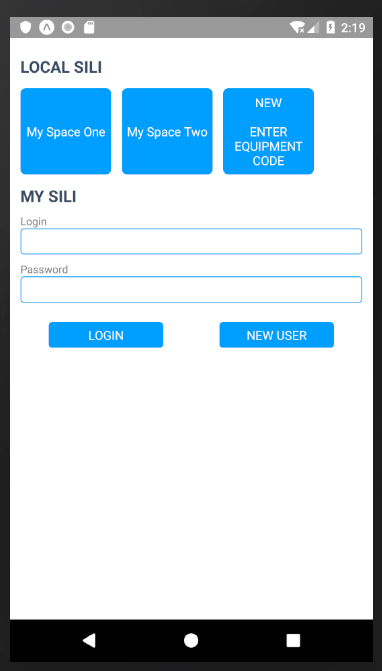 2:19
LOCAL SILI
My Space One
My Space Two
NEW
ENTER
EQUIPMENT
CODE
MY SILI
Login
Password
LOGIN
NEW USER